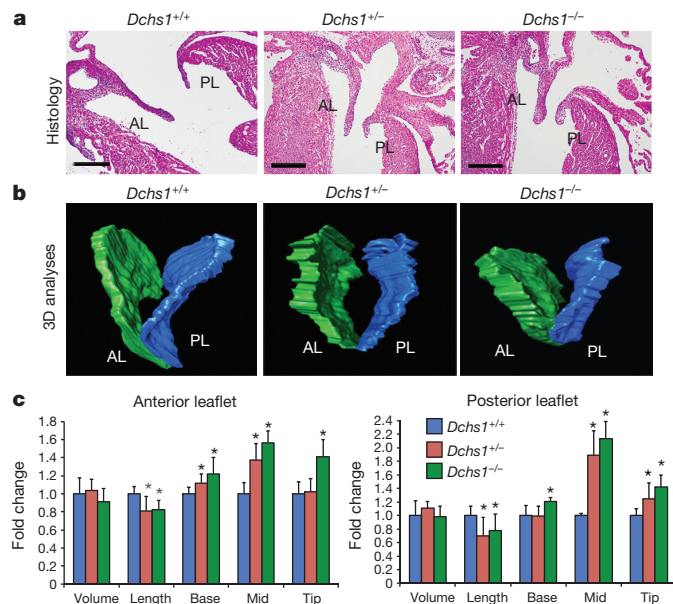 a
Dchs1+/+
Dchs1+/–
Dchs1–/–
Histology
AL
PL
AL
PL
AL
PL
b
Dchs1+/+
Dchs1+/–
Dchs1–/–
3D analyses
AL
PL
AL
PL
AL
PL
c
Anterior leaflet
Fold change
1.8
1.6
1.4
1.2
1.0
0.8
0.6
0.4
0.2
0
* * * * * * *
Volume Length Base Mid Tip
Posterior leaflet
Dchs1+/+
Dchs1+/–
Dchs1–/–
Fold change
2.4
2.2
2.0
1.8
1.6
1.4
1.2
1.0
0.8
0.6
0.4
0.2
0
* * * * * * *
Volume Length Base Mid Tip